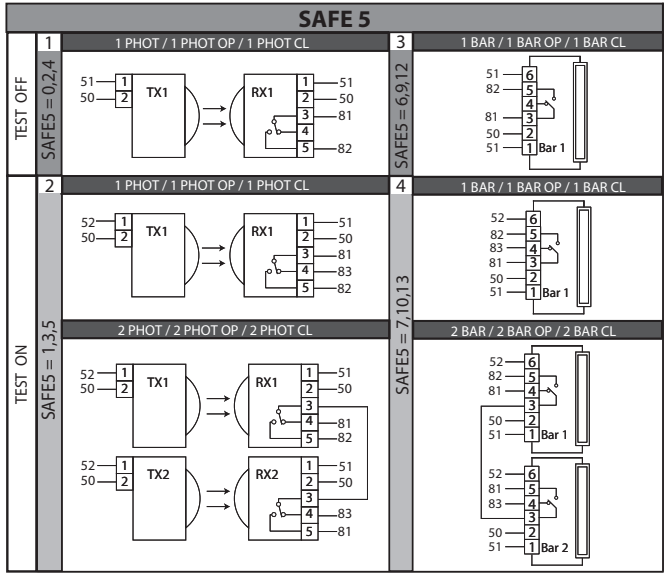 SAFE 5
TEST OFF
SAFE5 = 0,2,4
1
1 PHOT / 1 PHOT OP / 1 PHOT CL
51 1 TX1 RX1 1 51
50 2 2 50
3 81
4
5 82
SAFE5 = 6,9,12
3
1 BAR / 1 BAR OP / 1 BAR CL
51 6
82 5
4
81 3
50 2
51 1 Bar 1
TEST ON
SAFE5 = 1,3,5
2
1 PHOT / 1 PHOT OP / 1 PHOT CL
52 1 TX1 RX1 1 51
50 2 2 50
3 81
4 83
5 82
2 PHOT / 2 PHOT OP / 2 PHOT CL
52 1 TX1 RX1 1 51
50 2 2 50
3
4 81
5 82
52 1 TX2 RX2 1 51
50 2 2 50
3
4 83
5 81
SAFE5 = 7,10,13
4
1 BAR / 1 BAR OP / 1 BAR CL
52 6
82 5
83 4
81 3
50 2
51 1 Bar 1
2 BAR / 2 BAR OP / 2 BAR CL
52 6
82 5
81 4
3
50 2
51 1 Bar 1
52 6
81 5
83 4
3
50 2
51 1 Bar 2